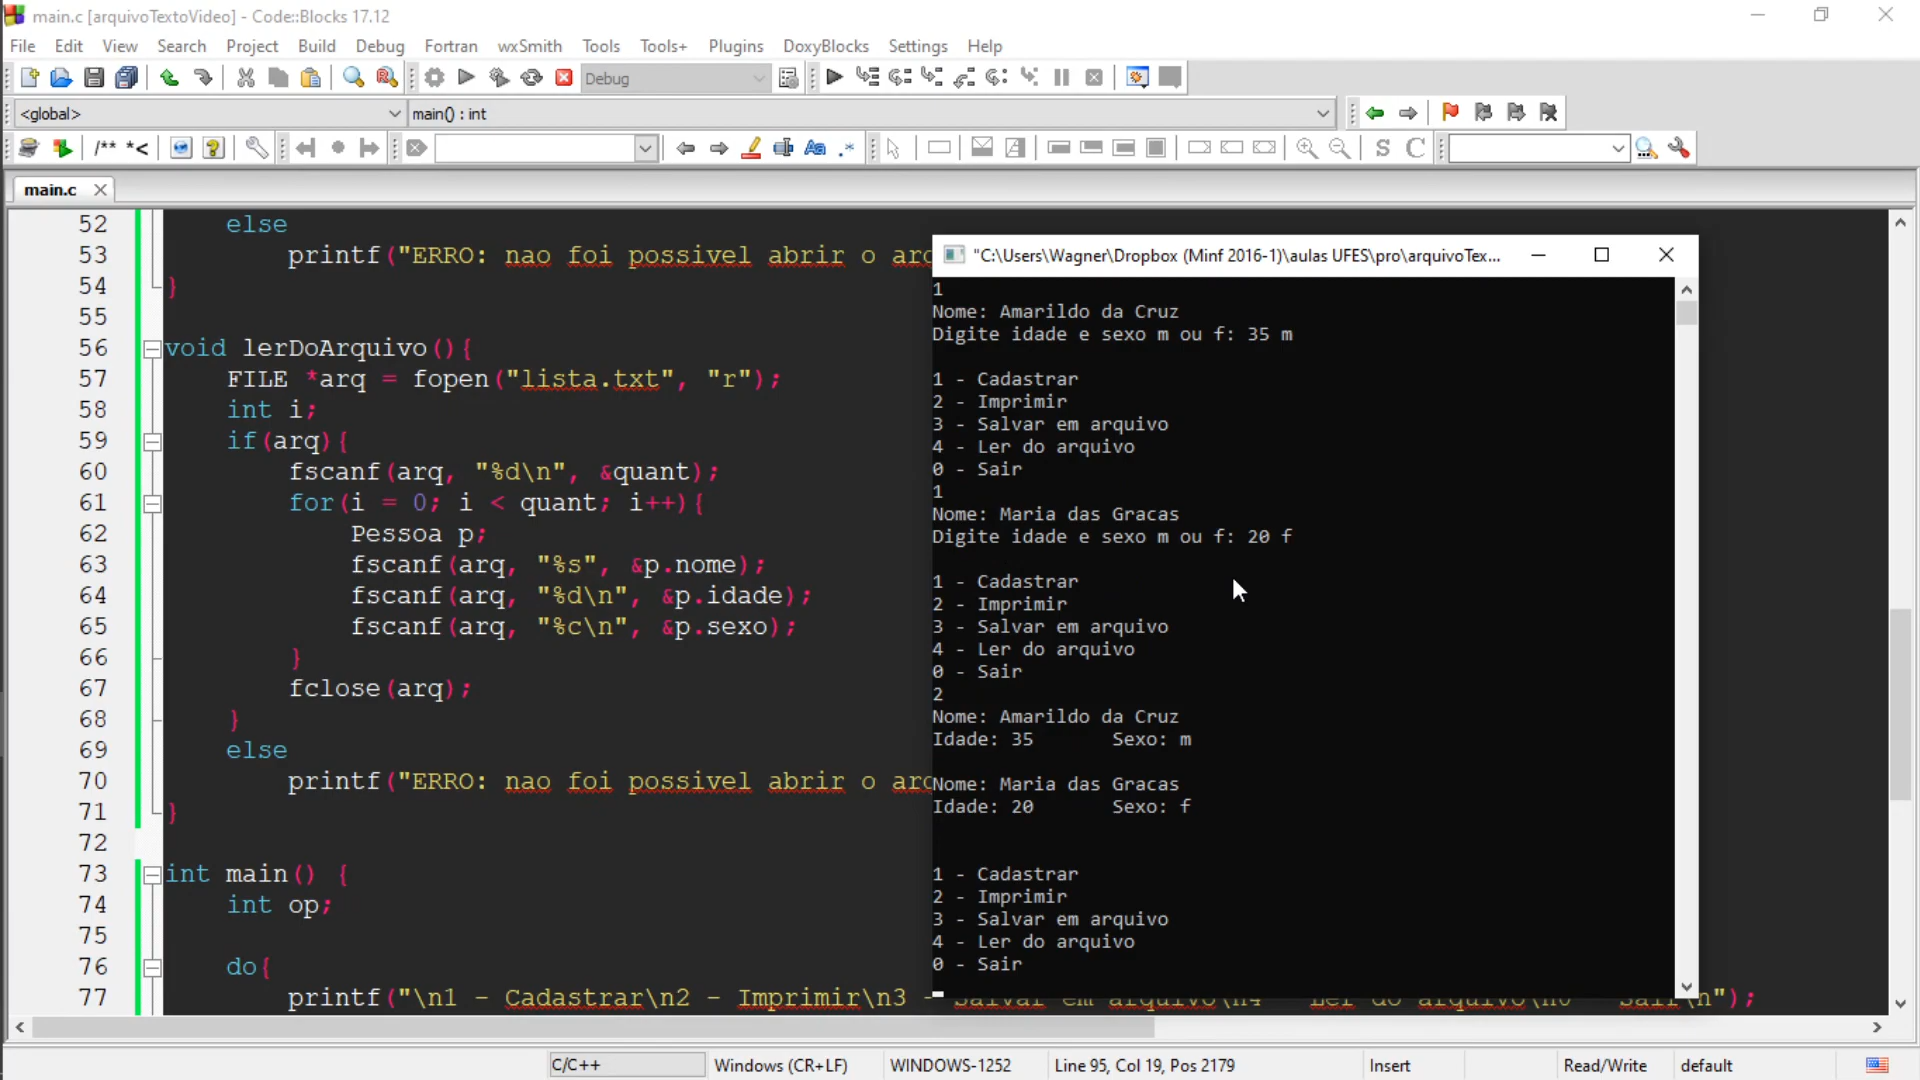 main.c [arquivoTextoVideo] - Code::Blocks 17.12
File Edit View Search Project Build Debug Fortran wxSmith Tools Tools+ Plugins DoxyBlocks Settings Help
Debug
<global>
main() : int
/** *<
main.c
52 else
53 printf("ERRO: nao foi possivel abrir o arq
54 }
55
56 void lerDoArquivo(){
57 FILE *arq = fopen("lista.txt", "r");
58 int i;
59 if(arq){
60 fscanf(arq, "%d\n", &quant);
61 for(i = 0; i < quant; i++){
62 Pessoa p;
63 fscanf(arq, "%s", &p.nome);
64 fscanf(arq, "%d\n", &p.idade);
65 fscanf(arq, "%c\n", &p.sexo);
66 }
67 fclose(arq);
68 }
69 else
70 printf("ERRO: nao foi possivel abrir o arq
71 }
72
73 int main() {
74 int op;
75
76 do{
77 printf("\n1 - Cadastrar\n2 - Imprimir\n3 - Salvar em arquivo\n4 - Ler do arquivo\n0 - Sair\n");
"C:\Users\Wagner\Dropbox (Minf 2016-1)\aulas UFES\pro\arquivoTex...
1
Nome: Amarildo da Cruz
Digite idade e sexo m ou f: 35 m
1 - Cadastrar
2 - Imprimir
3 - Salvar em arquivo
4 - Ler do arquivo
0 - Sair
1
Nome: Maria das Gracas
Digite idade e sexo m ou f: 20 f
1 - Cadastrar
2 - Imprimir
3 - Salvar em arquivo
4 - Ler do arquivo
0 - Sair
2
Nome: Amarildo da Cruz
Idade: 35 Sexo: m
Nome: Maria das Gracas
Idade: 20 Sexo: f
1 - Cadastrar
2 - Imprimir
3 - Salvar em arquivo
4 - Ler do arquivo
0 - Sair
C/C++ Windows (CR+LF) WINDOWS-1252 Line 95, Col 19, Pos 2179 Insert Read/Write default